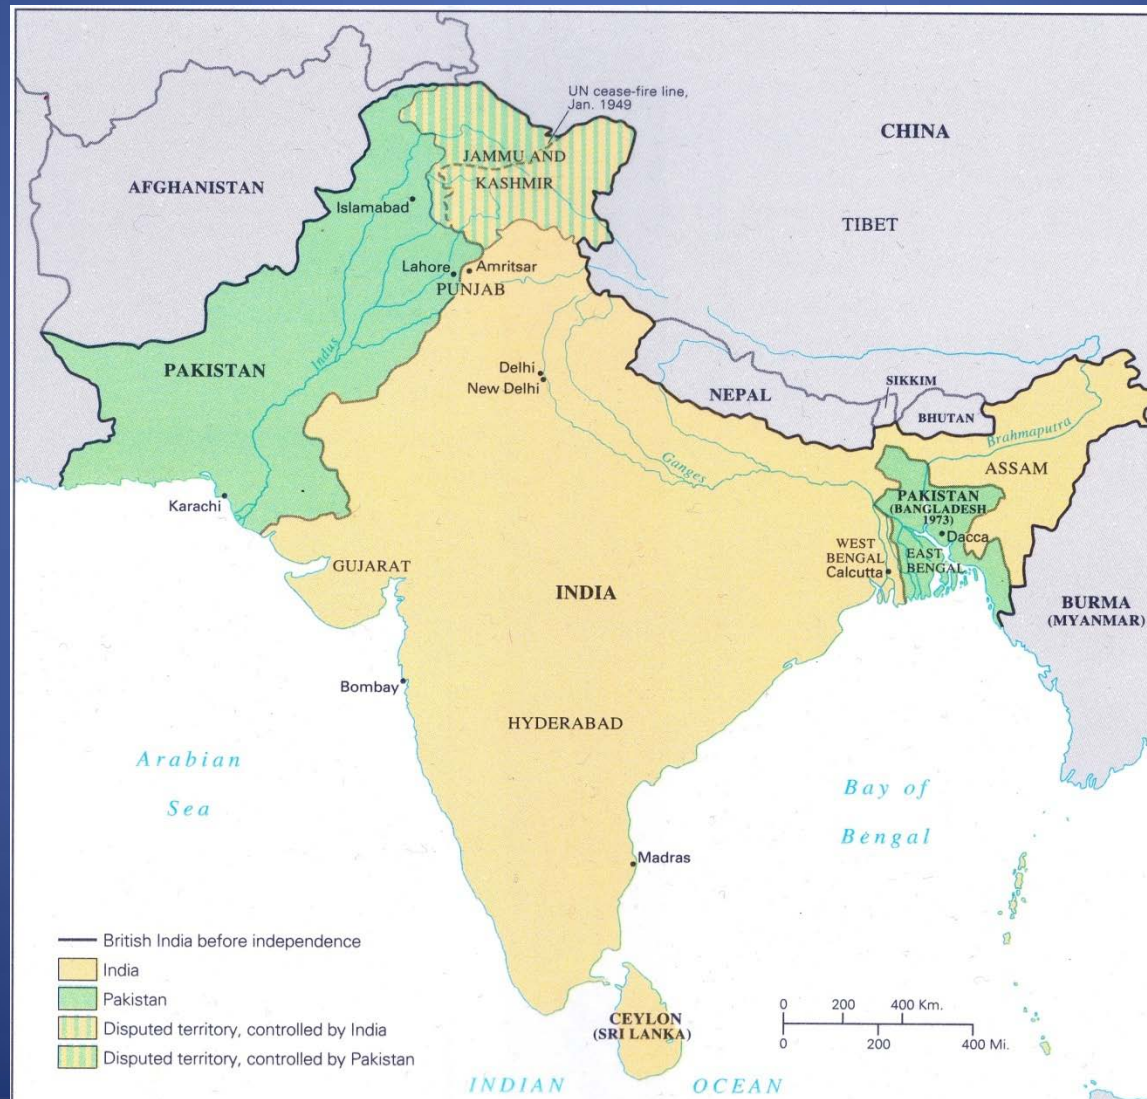 UN cease-fire line,
Jan. 1949
CHINA
JAMMU AND
KASHMIR
AFGHANISTAN
Islamabad
TIBET
Lahore
Amritsar
PUNJAB
Indus
PAKISTAN
Delhi
New Delhi
NEPAL
SIKKIM
BHUTAN
Brahmaputra
Ganges
ASSAM
Karachi
PAKISTAN
(BANGLADESH
1973)
Dacca
WEST
BENGAL
EAST
BENGAL
Calcutta
GUJARAT
INDIA
BURMA
(MYANMAR)
Bombay
HYDERABAD
Arabian
Sea
Bay of
Bengal
Madras
British India before independence
India
Pakistan
Disputed territory, controlled by India
Disputed territory, controlled by Pakistan
CEYLON
(SRI LANKA)
0 200 400 Km.
0 200 400 Mi.
INDIAN OCEAN